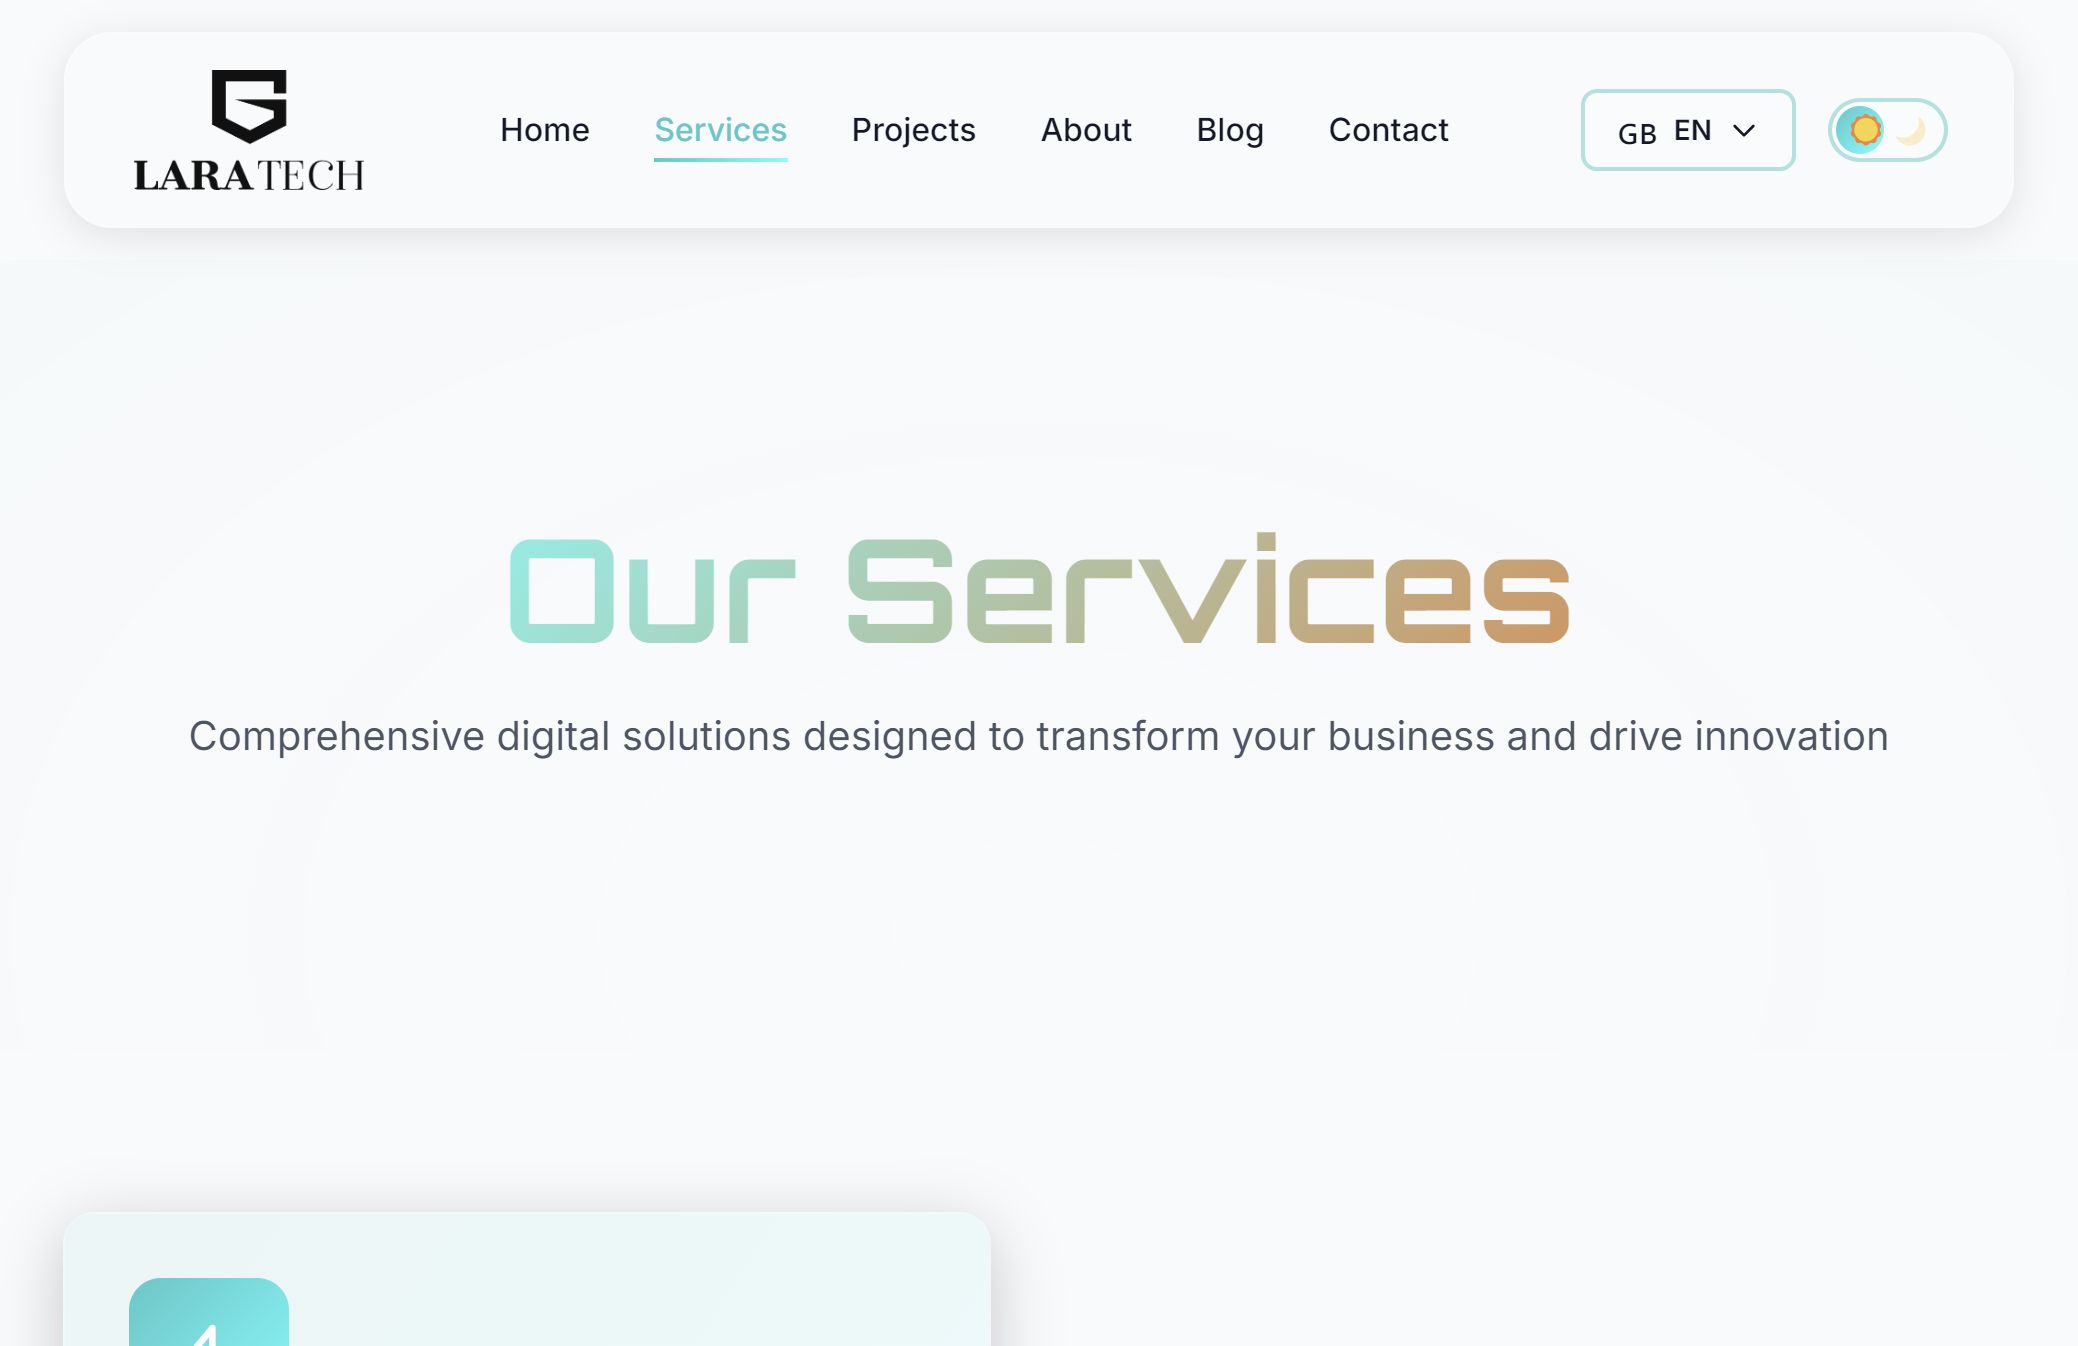 LARATECH
Home Services Projects About Blog Contact GB EN
Our Services
Comprehensive digital solutions designed to transform your business and drive innovation